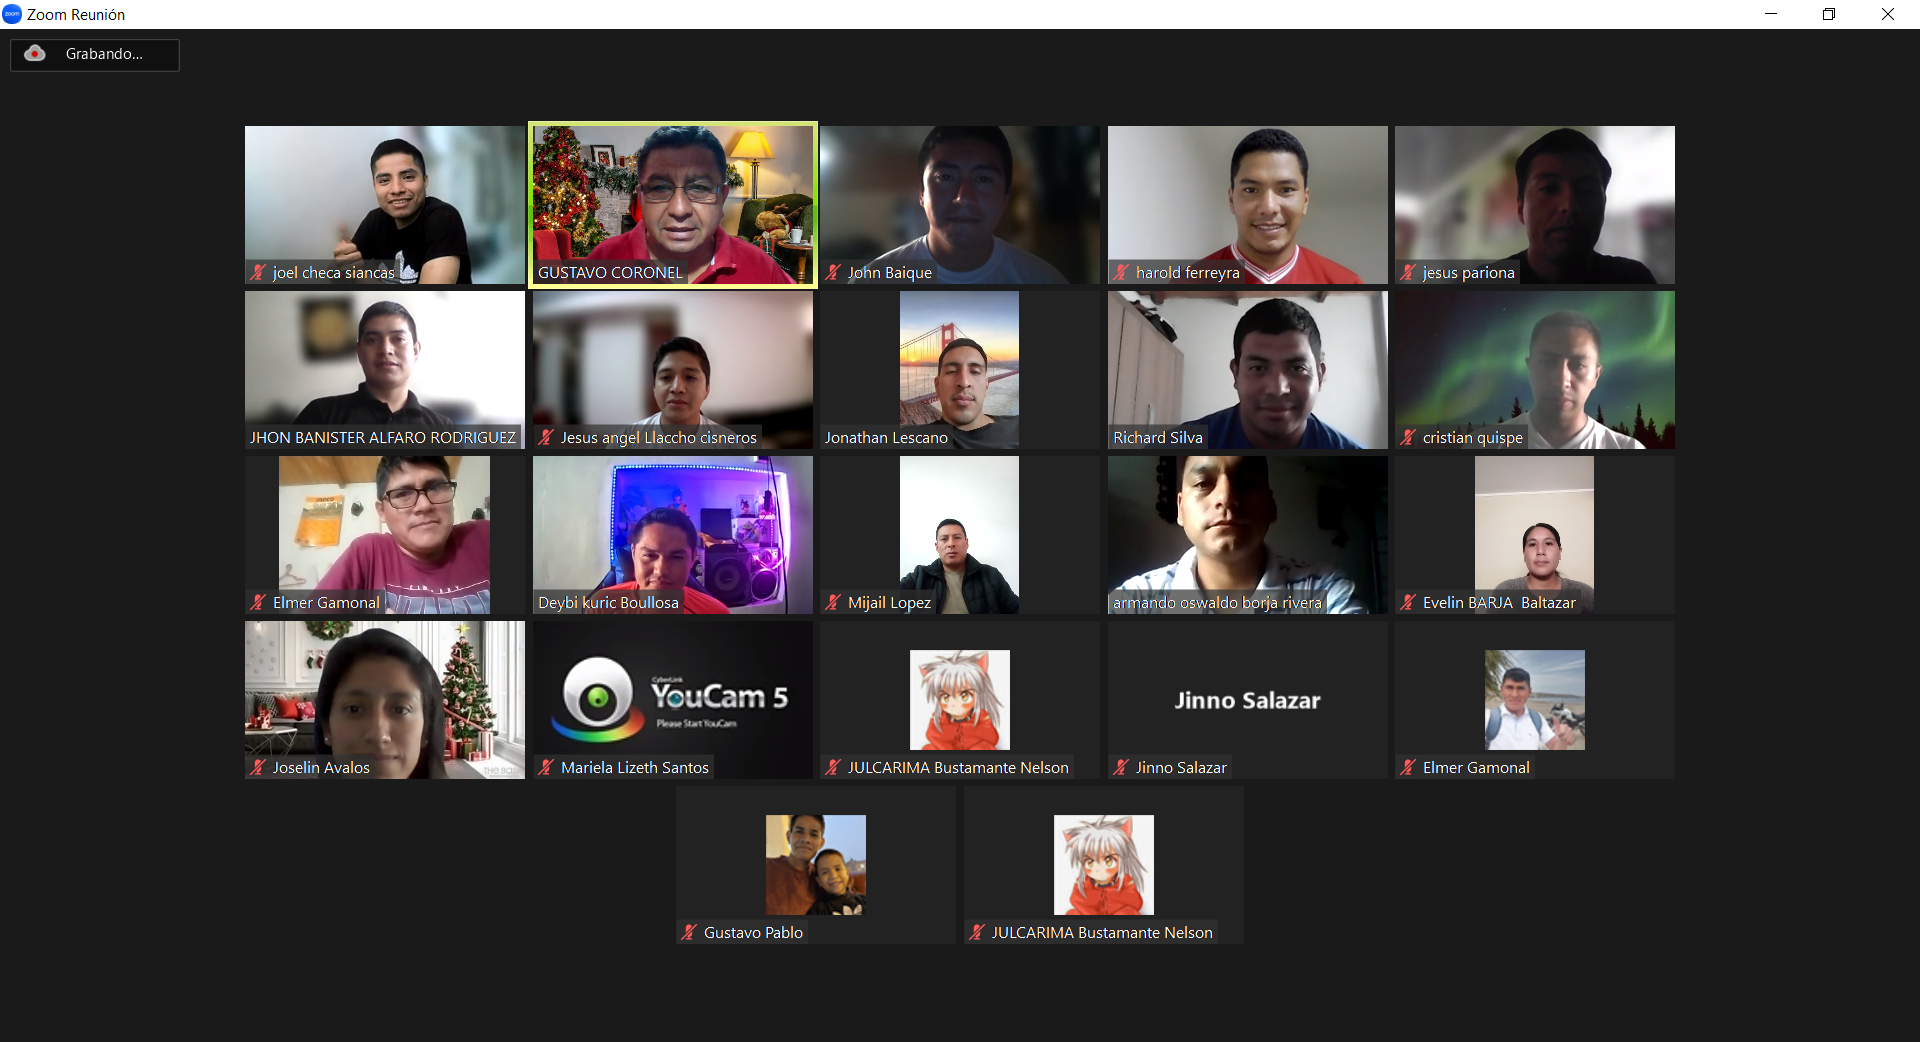 Zoom Reunión
Grabando...
joel checa siancas
GUSTAVO CORONEL
John Baique
harold ferreyra
jesus pariona
JHON BANISTER ALFARO RODRIGUEZ
Jesus angel Llaccho cisneros
Jonathan Lescano
Richard Silva
cristian quispe
Elmer Gamonal
Deybi kuric Boullosa
Mijail Lopez
armando oswaldo borja rivera
Evelin BARJA Baltazar
Joselin Avalos
CyberLink
YouCam 5
Please Start YouCam
Mariela Lizeth Santos
JULCARIMA Bustamante Nelson
Jinno Salazar
Jinno Salazar
Elmer Gamonal
Gustavo Pablo
JULCARIMA Bustamante Nelson